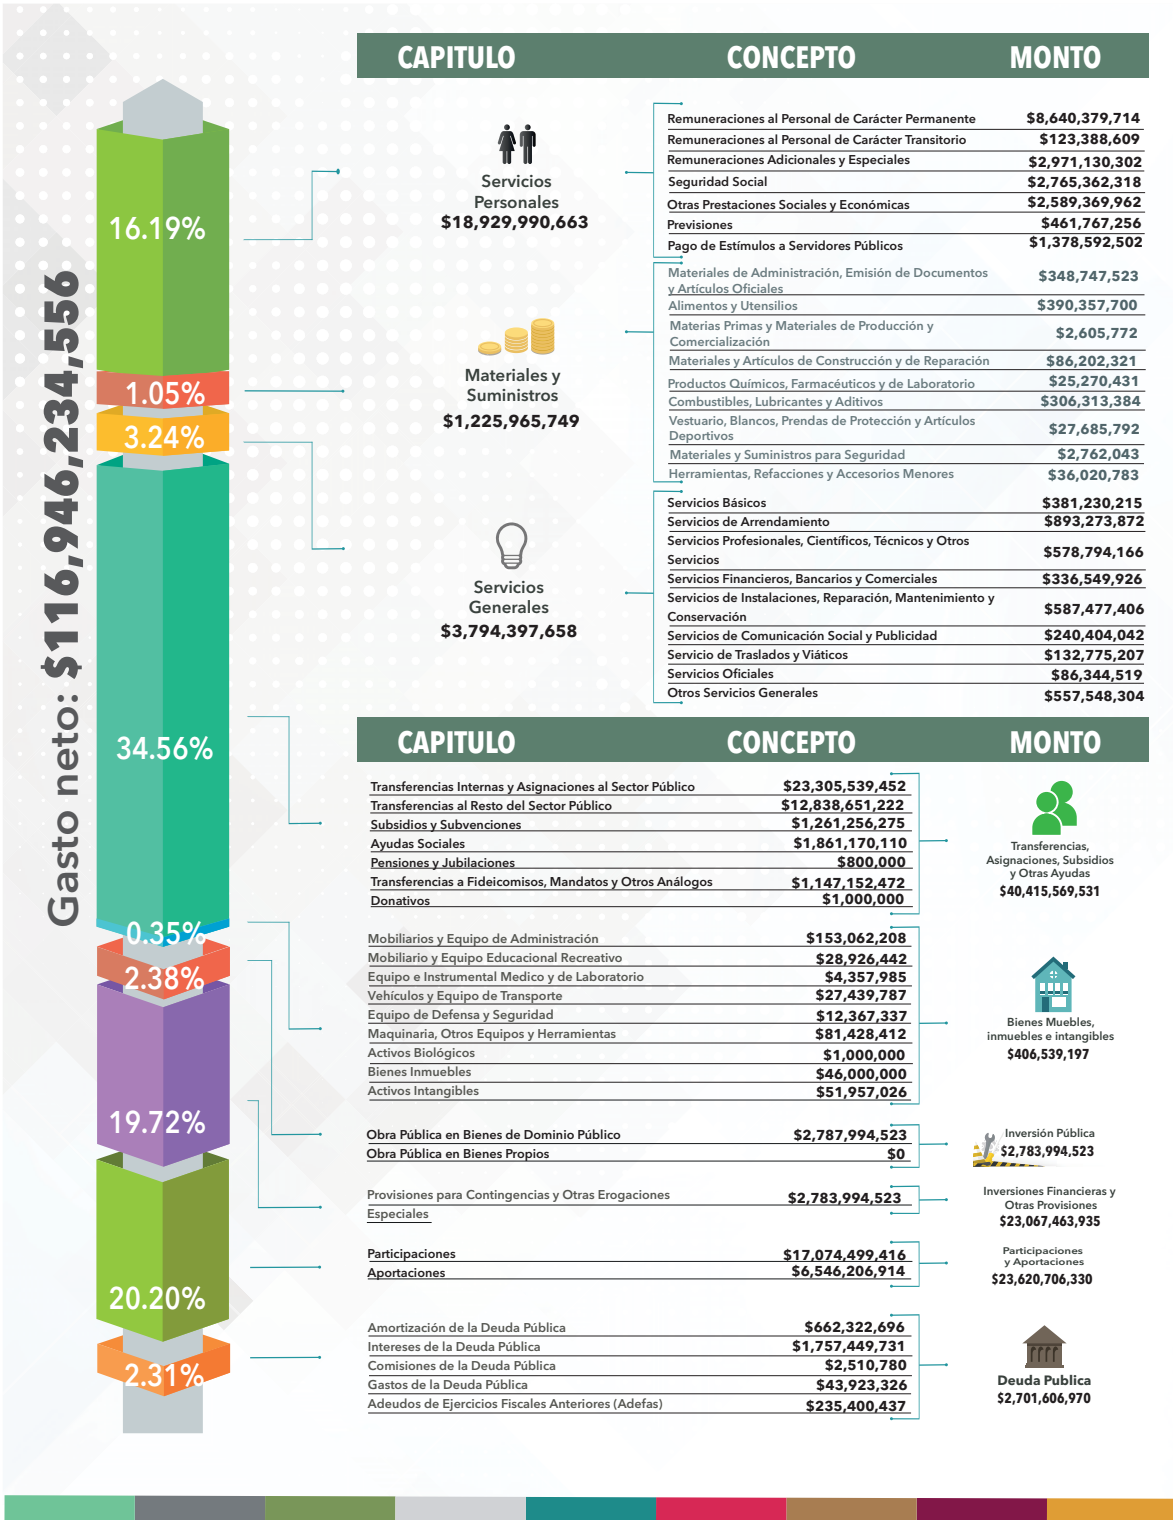 Gasto neto: $116,946,234,556
16.19%
1.05%
3.24%
34.56%
0.35%
2.38%
19.72%
20.20%
2.31%
CAPITULO CONCEPTO MONTO
Servicios
Personales
$18,929,990,663
Remuneraciones al Personal de Carácter Permanente $8,640,379,714
Remuneraciones al Personal de Carácter Transitorio $123,388,609
Remuneraciones Adicionales y Especiales $2,971,130,302
Seguridad Social $2,765,362,318
Otras Prestaciones Sociales y Económicas $2,589,369,962
Previsiones $461,767,256
Pago de Estímulos a Servidores Públicos $1,378,592,502
Materiales y
Suministros
$1,225,965,749
Materiales de Administración, Emisión de Documentos
y Artículos Oficiales $348,747,523
Alimentos y Utensilios $390,357,700
Materias Primas y Materiales de Producción y
Comercialización $2,605,772
Materiales y Artículos de Construcción y de Reparación $86,202,321
Productos Químicos, Farmacéuticos y de Laboratorio $25,270,431
Combustibles, Lubricantes y Aditivos $306,313,384
Vestuario, Blancos, Prendas de Protección y Artículos
Deportivos $27,685,792
Materiales y Suministros para Seguridad $2,762,043
Herramientas, Refacciones y Accesorios Menores $36,020,783
Servicios
Generales
$3,794,397,658
Servicios Básicos $381,230,215
Servicios de Arrendamiento $893,273,872
Servicios Profesionales, Científicos, Técnicos y Otros
Servicios $578,794,166
Servicios Financieros, Bancarios y Comerciales $336,549,926
Servicios de Instalaciones, Reparación, Mantenimiento y
Conservación $587,477,406
Servicios de Comunicación Social y Publicidad $240,404,042
Servicio de Traslados y Viáticos $132,775,207
Servicios Oficiales $86,344,519
Otros Servicios Generales $557,548,304
CAPITULO CONCEPTO MONTO
Transferencias Internas y Asignaciones al Sector Público $23,305,539,452
Transferencias al Resto del Sector Público $12,838,651,222
Subsidios y Subvenciones $1,261,256,275
Ayudas Sociales $1,861,170,110
Pensiones y Jubilaciones $800,000
Transferencias a Fideicomisos, Mandatos y Otros Análogos $1,147,152,472
Donativos $1,000,000
Transferencias,
Asignaciones, Subsidios
y Otras Ayudas
$40,415,569,531
Mobiliarios y Equipo de Administración $153,062,208
Mobiliario y Equipo Educacional Recreativo $28,926,442
Equipo e Instrumental Medico y de Laboratorio $4,357,985
Vehículos y Equipo de Transporte $27,439,787
Equipo de Defensa y Seguridad $12,367,337
Maquinaria, Otros Equipos y Herramientas $81,428,412
Activos Biológicos $1,000,000
Bienes Inmuebles $46,000,000
Activos Intangibles $51,957,026
Bienes Muebles,
inmuebles e intangibles
$406,539,197
Obra Pública en Bienes de Dominio Público $2,787,994,523
Obra Pública en Bienes Propios $0
Inversión Pública
$2,783,994,523
Provisiones para Contingencias y Otras Erogaciones $2,783,994,523
Especiales
Inversiones Financieras y
Otras Provisiones
$23,067,463,935
Participaciones $17,074,499,416
Aportaciones $6,546,206,914
Participaciones
y Aportaciones
$23,620,706,330
Amortización de la Deuda Pública $662,322,696
Intereses de la Deuda Pública $1,757,449,731
Comisiones de la Deuda Pública $2,510,780
Gastos de la Deuda Pública $43,923,326
Adeudos de Ejercicios Fiscales Anteriores (Adefas) $235,400,437
Deuda Publica
$2,701,606,970